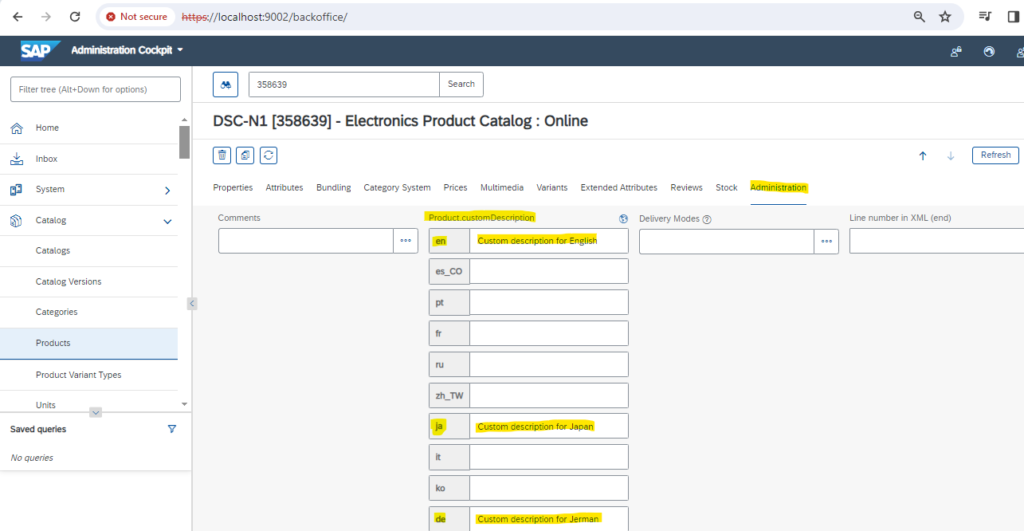 Not secure https://localhost:9002/backoffice/
SAP Administration Cockpit
Filter tree (Alt+Down for options)
Home
Inbox
System
Catalog
Catalogs
Catalog Versions
Categories
Products
Product Variant Types
Units
Saved queries
No queries
358639 Search
DSC-N1 [358639] - Electronics Product Catalog : Online
Refresh
Properties Attributes Bundling Category System Prices Multimedia Variants Extended Attributes Reviews Stock Administration
Comments Product.customDescription Delivery Modes ? Line number in XML (end)
en Custom description for English
es_CO
pt
fr
ru
zh_TW
ja Custom description for Japan
it
ko
de Custom description for Jerman